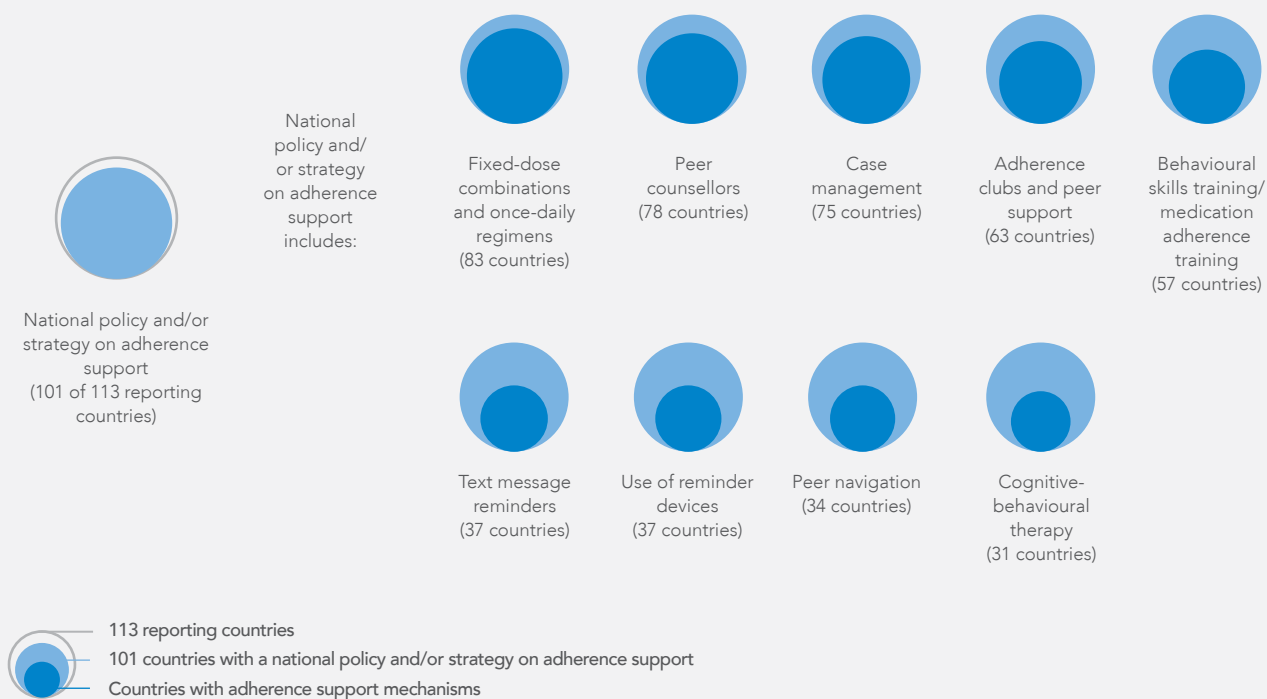 National policy and/or
strategy on adherence
support
(101 of 113 reporting
countries)
National
policy and/
or strategy
on adherence
support
includes:
Fixed-dose
combinations
and once-daily
regimens
(83 countries)
Peer
counsellors
(78 countries)
Case
management
(75 countries)
Adherence
clubs and peer
support
(63 countries)
Behavioural
skills training/
medication
adherence
training
(57 countries)
Text message
reminders
(37 countries)
Use of reminder
devices
(37 countries)
Peer navigation
(34 countries)
Cognitive-
behavioural
therapy
(31 countries)
113 reporting countries
101 countries with a national policy and/or strategy on adherence support
Countries with adherence support mechanisms